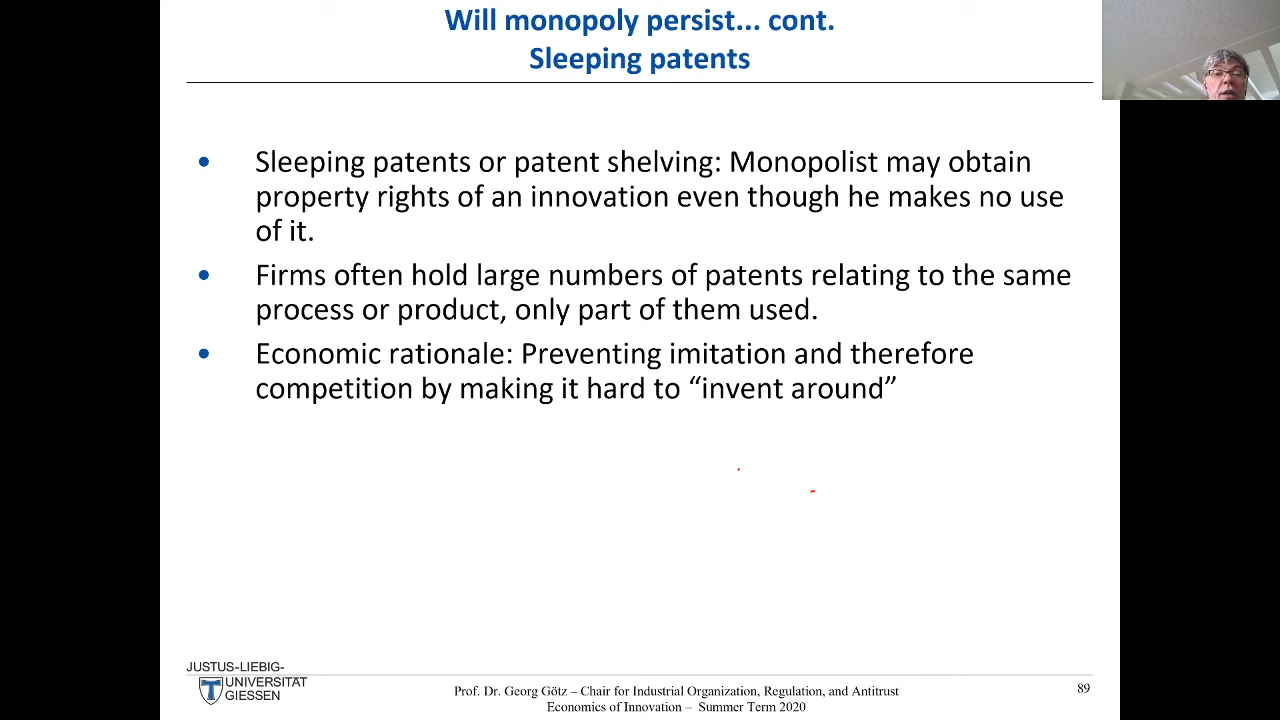 Will monopoly persist... cont.
Sleeping patents
• Sleeping patents or patent shelving: Monopolist may obtain
property rights of an innovation even though he makes no use
of it.
• Firms often hold large numbers of patents relating to the same
process or product, only part of them used.
• Economic rationale: Preventing imitation and therefore
competition by making it hard to “invent around”
JUSTUS-LIEBIG-
UNIVERSITÄT
GIESSEN
Prof. Dr. Georg Götz – Chair for Industrial Organization, Regulation, and Antitrust
Economics of Innovation – Summer Term 2020
89